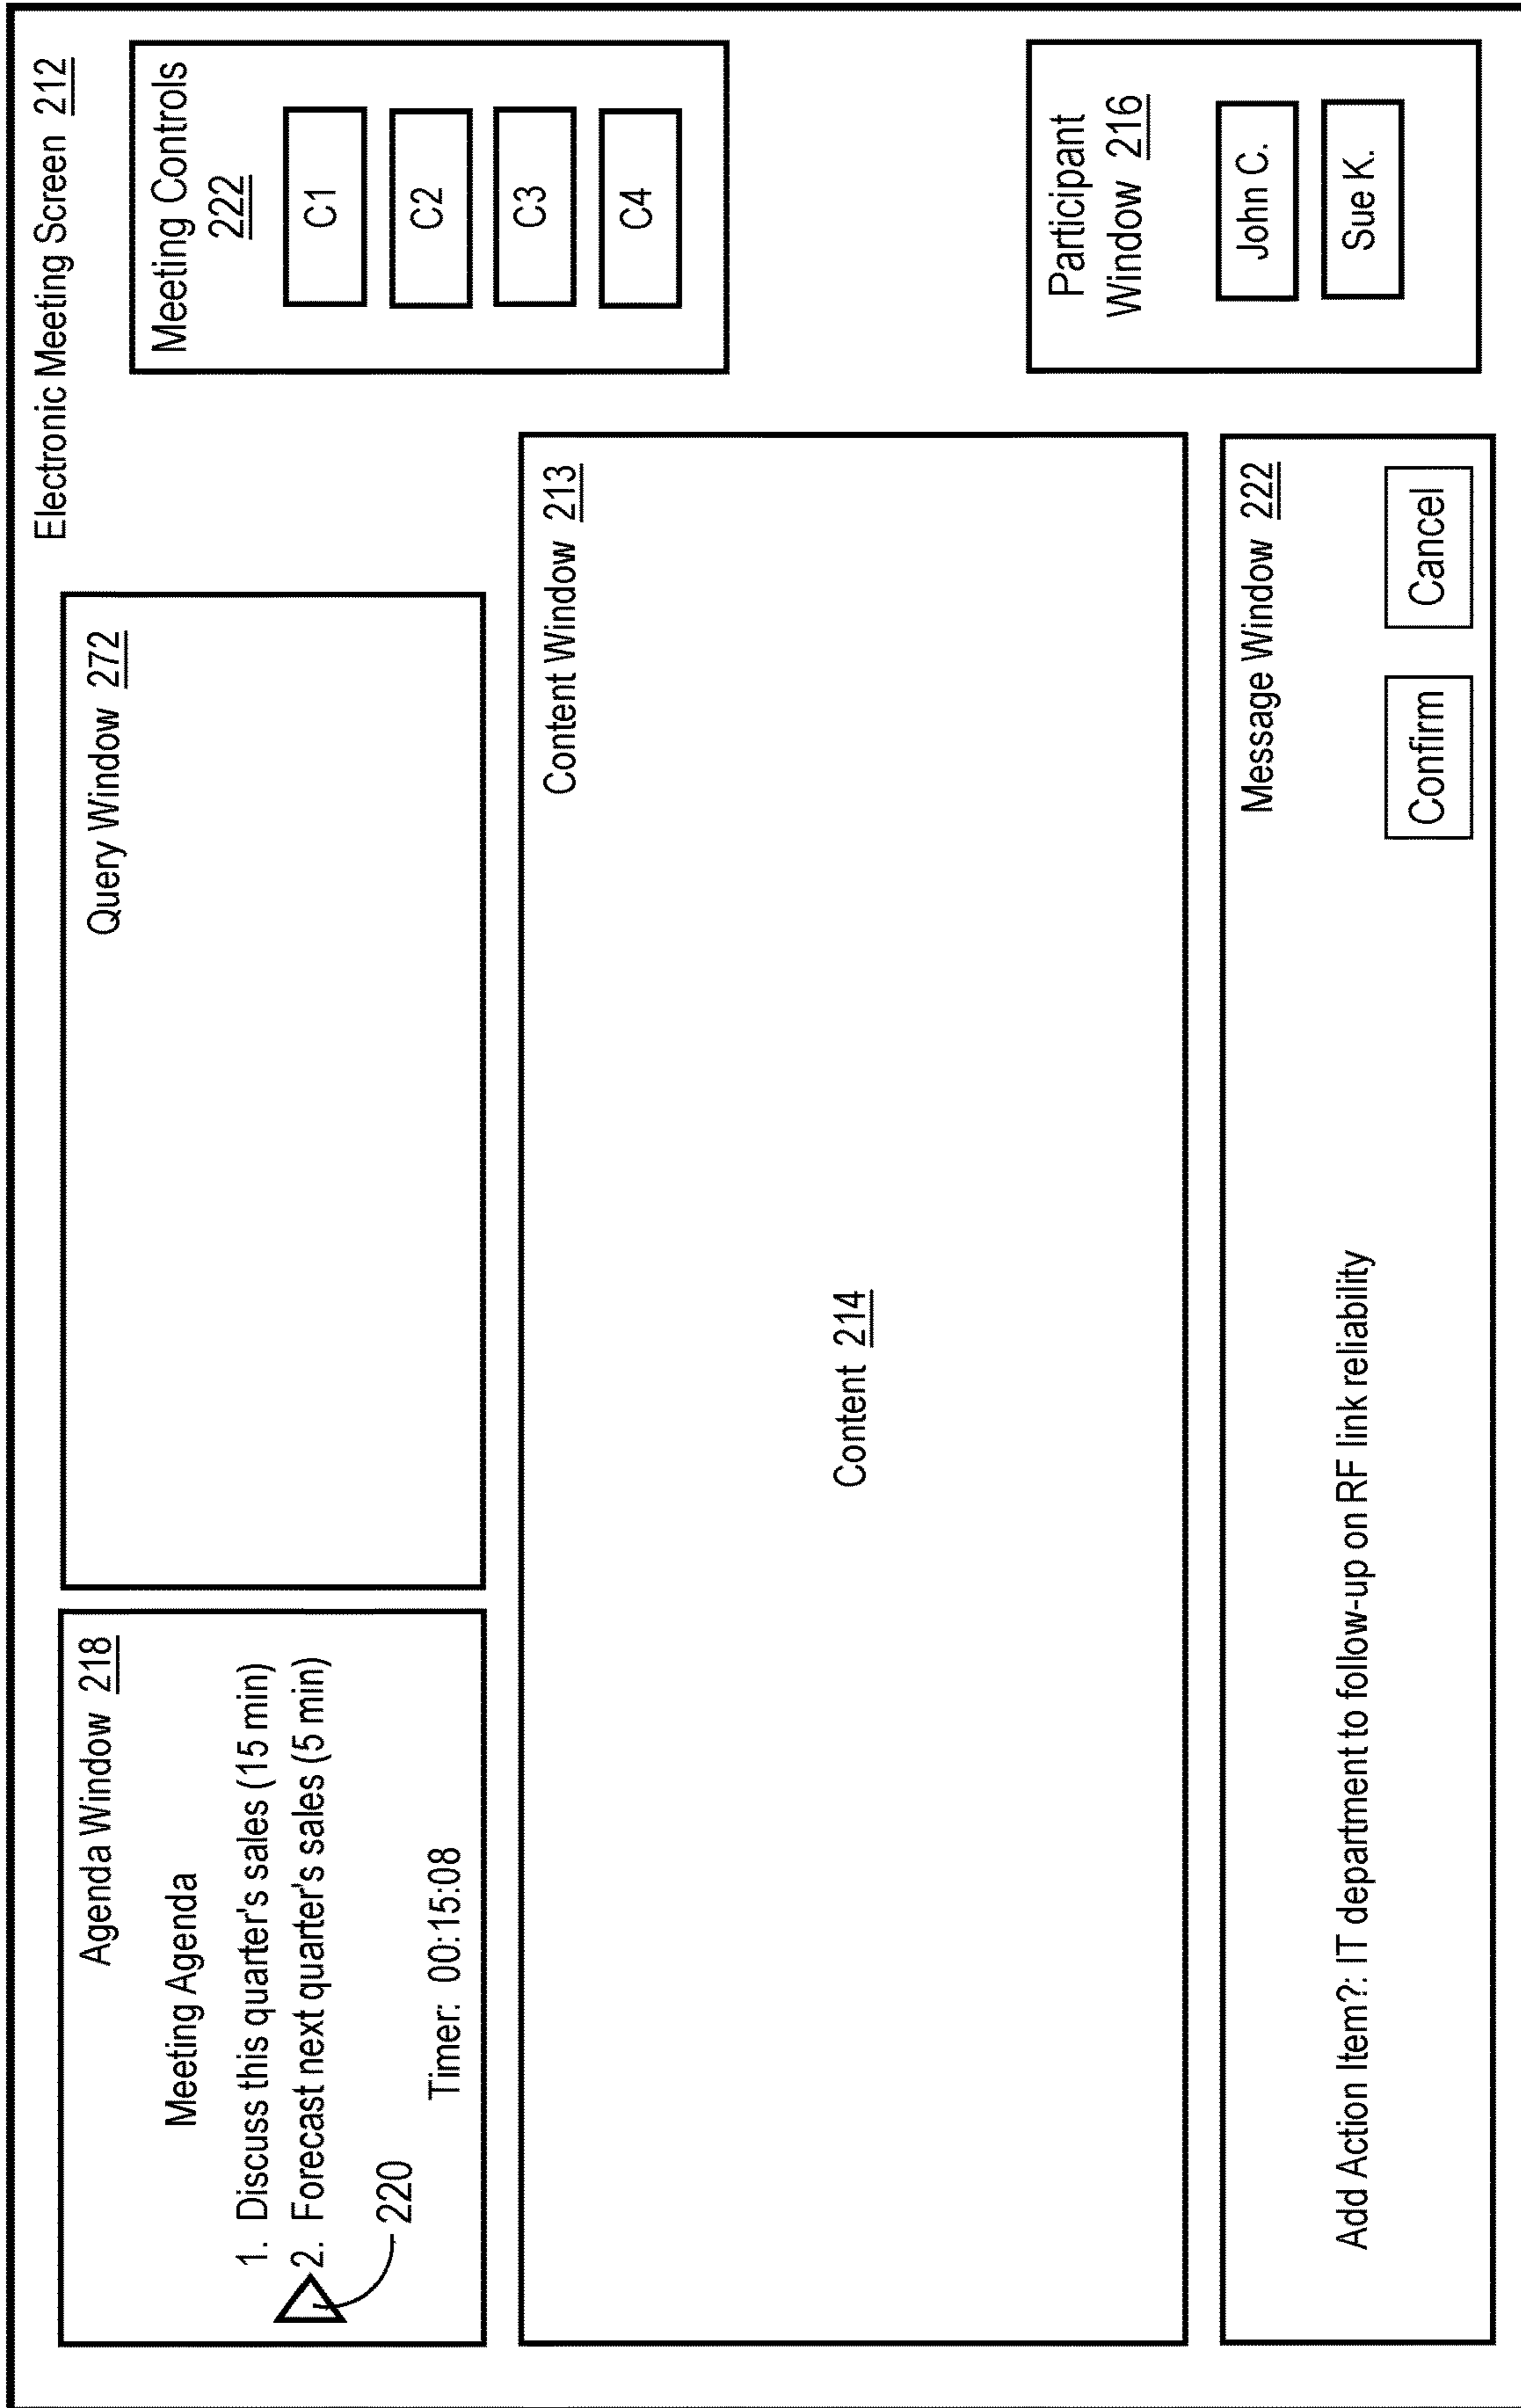 Electronic Meeting Screen 212
Agenda Window 218
Meeting Agenda
1. Discuss this quarter's sales (15 min)
2. Forecast next quarter's sales (5 min)
220
Timer: 00:15:08
Query Window 272
Meeting Controls
222
C1
C2
C3
C4
Content Window 213
Content 214
Participant
Window 216
John C.
Sue K.
Message Window 222
Add Action Item?: IT department to follow-up on RF link reliability
Confirm
Cancel